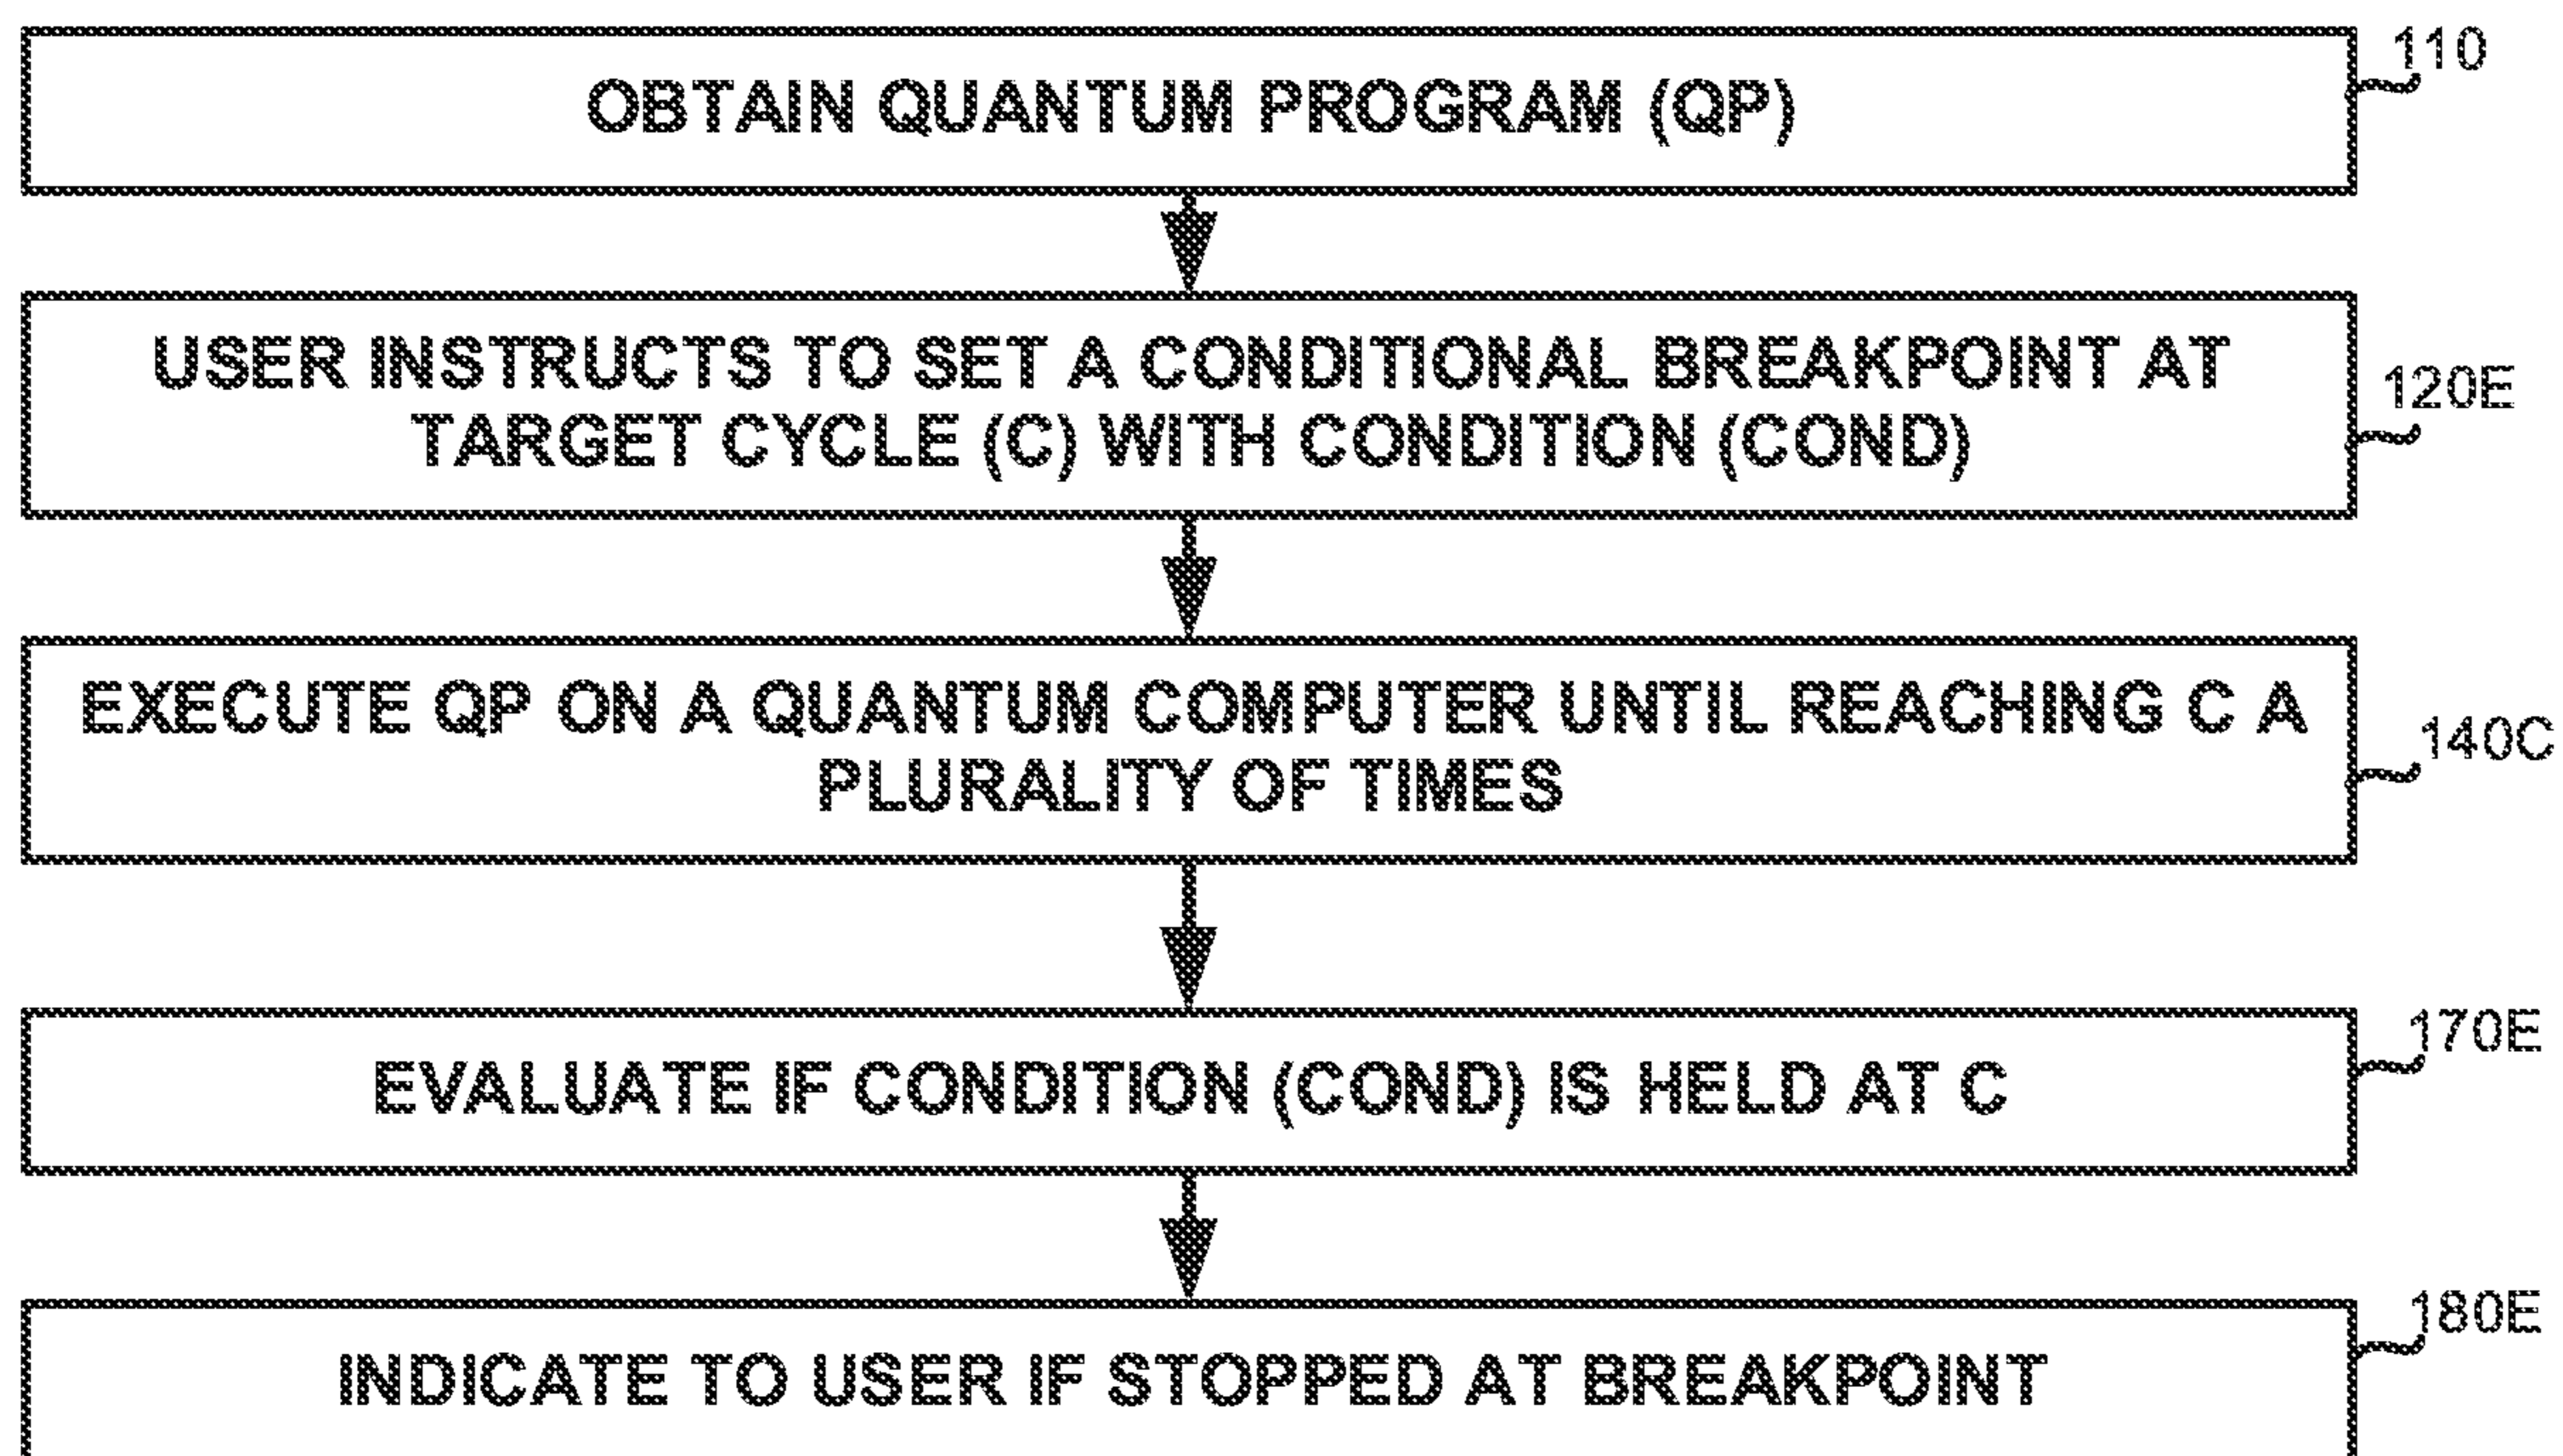 110
OBTAIN QUANTUM PROGRAM (QP)
USER INSTRUCTS TO SET A CONDITIONAL BREAKPOINT AT
TARGET CYCLE (C) WITH CONDITION (COND)
120E
EXECUTE QP ON A QUANTUM COMPUTER UNTIL REACHING C A
PLURALITY OF TIMES
140C
170E
EVALUATE IF CONDITION (COND) IS HELD AT C
180E
INDICATE TO USER IF STOPPED AT BREAKPOINT